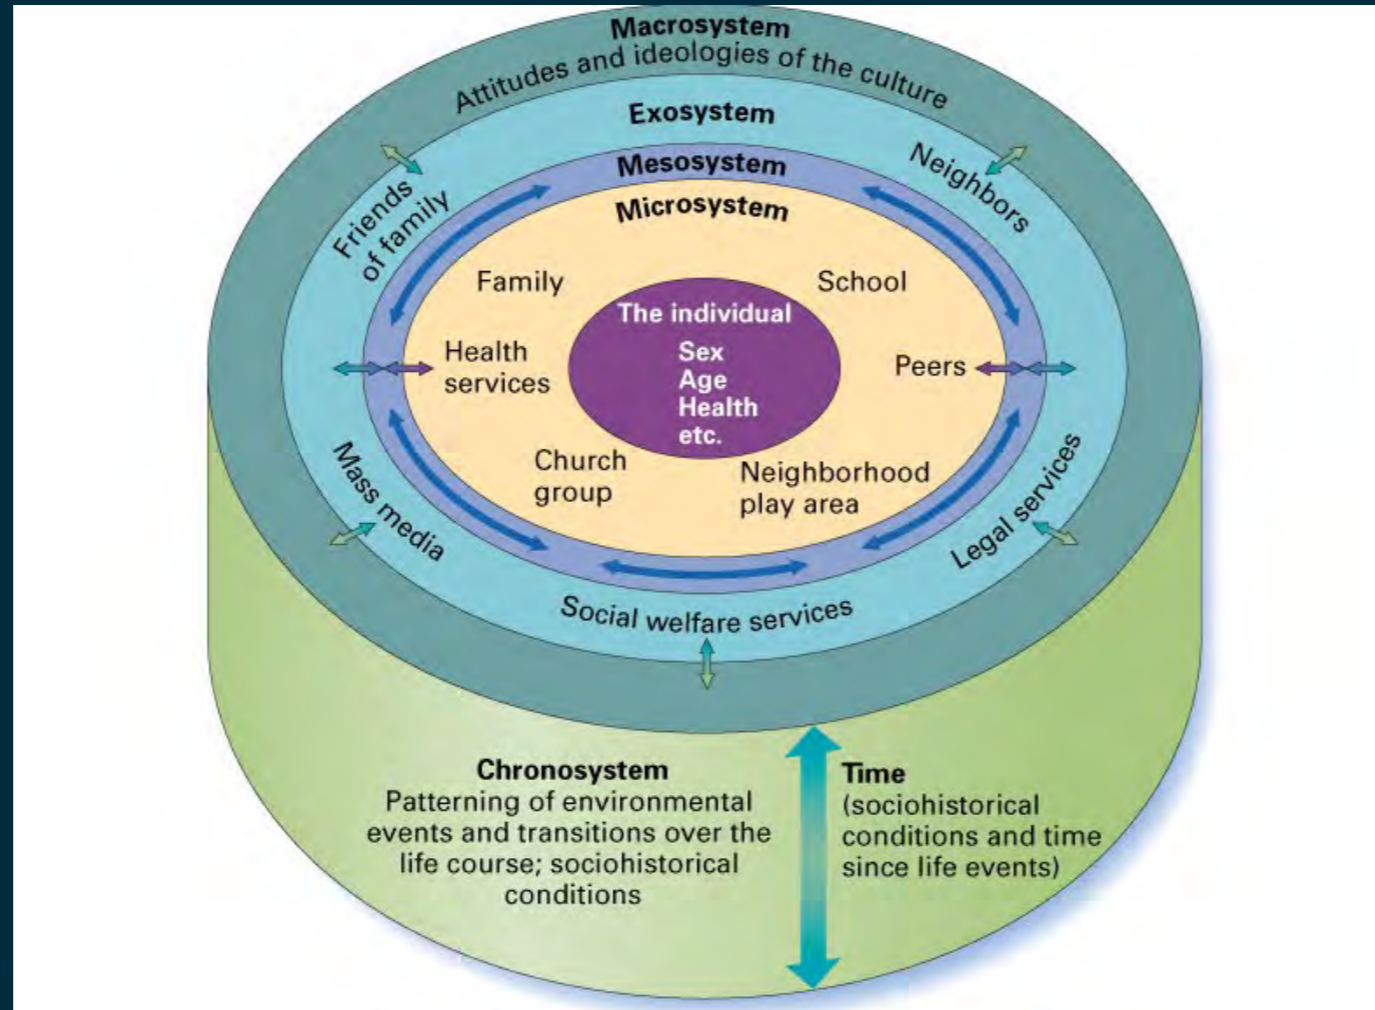 Macrosystem
Attitudes and ideologies of the culture
Exosystem
Mesosystem
Microsystem
Friends
of family
Neighbors
Family
School
The individual
Sex
Age
Health
etc.
Health
services
Peers
Church
group
Neighborhood
play area
Mass media
Legal services
Social welfare services
Chronosystem
Patterning of environmental
events and transitions over the
life course; sociohistorical
conditions
Time
(sociohistorical
conditions and time
since life events)